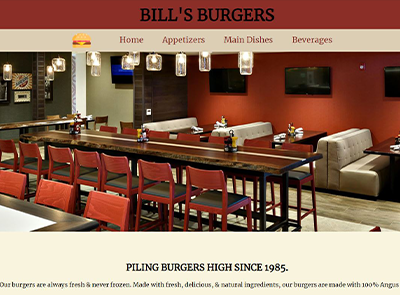 BILL'S BURGERS
Home Appetizers Main Dishes Beverages
PILING BURGERS HIGH SINCE 1985.
Our burgers are always fresh & never frozen. Made with fresh, delicious, & natural ingredients, our burgers are made with 100% Angus